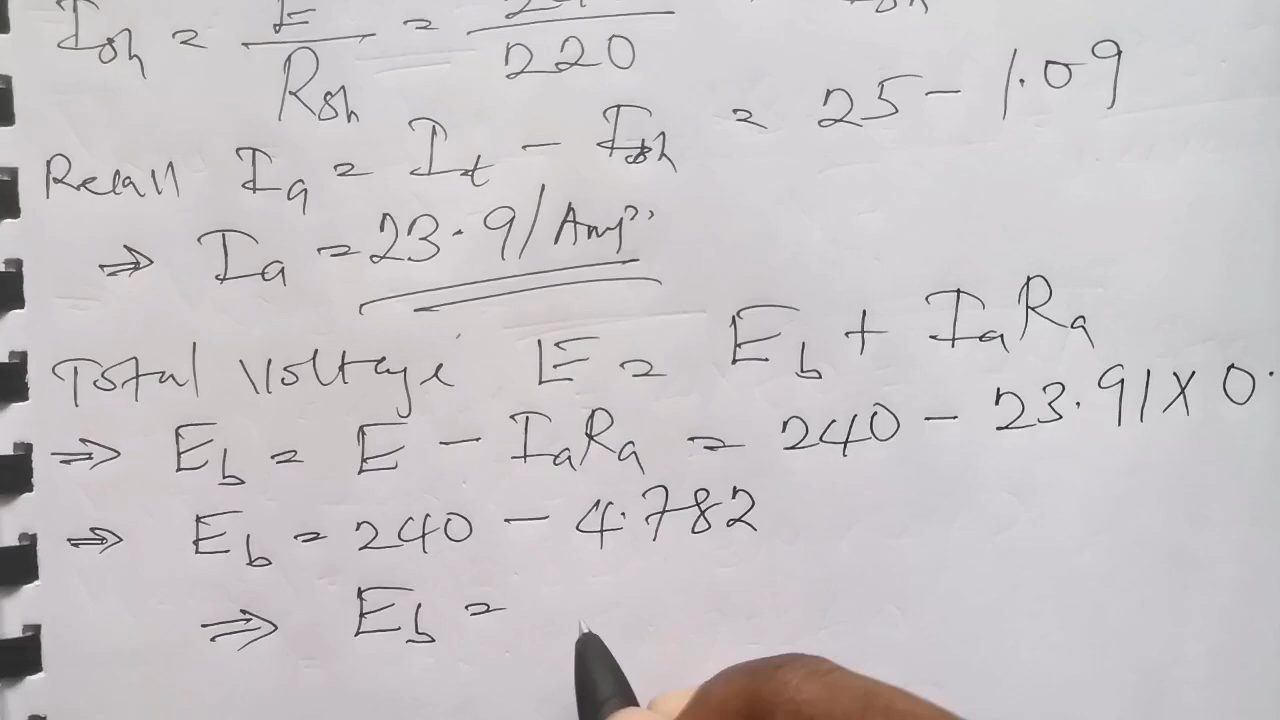 Ish = E/Rsh = /220
Recall Ia = It - Ish = 25 - 1.09
⇒ Ia = 23.91 Amp
Total Voltage E = Eb + IaRa
⇒ Eb = E - IaRa = 240 - 23.91 X 0.
⇒ Eb = 240 - 4.782
⇒ Eb =